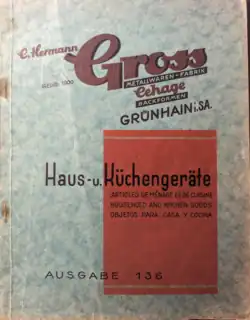 C. Hermann
Gross
GEGR. 1900
METALLWAREN-FABRIK
Cehage
BACKFORMEN
GRÜNHAIN i. SA.
Haus- u. Küchengeräte
ARTICLES DE MÉNAGE ET DE CUISINE
HOUSEHOLD AND KITCHEN GOODS
OBJETOS PARA CASA Y COCINA
AUSGABE 136